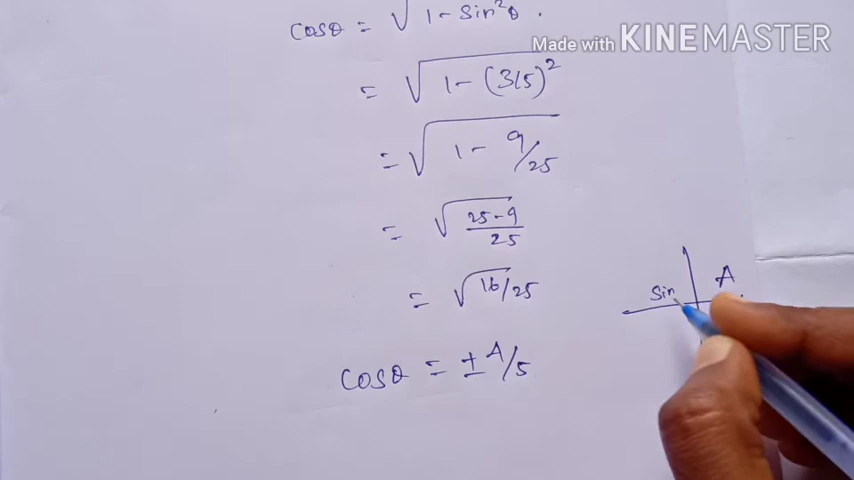 cosθ = √1 - sin²θ .
Made with KINEMASTER
= √1 - (3/5)²
= √1 - 9/25
= √25-9/25
= √16/25
Sin A
cosθ = ± 4/5